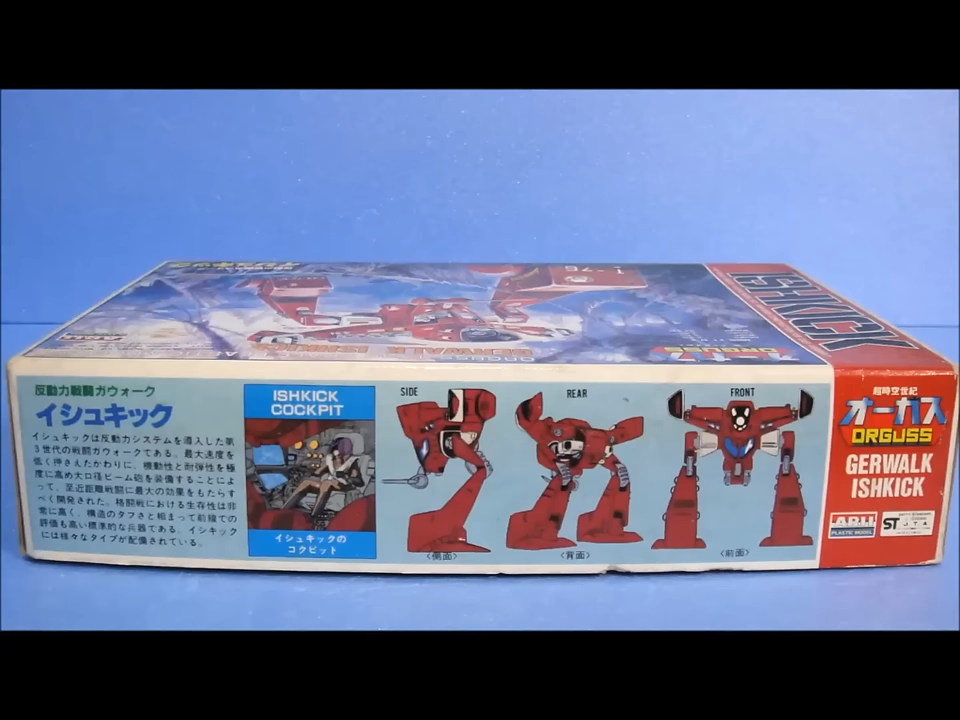 ISHKICK
オーガス
ORGUSS
GERWALK ISHKICK
反動力戦闘ガウォーク
イシュキック
イシュキックは反動力システムを導入した第
3世代の戦闘ガウォークである。最大速度を
低く押さえたかわりに、機動性と耐弾性を極
度に高め大口径ビーム砲を装備することによ
って、至近距離戦闘に最大の効果をもたらす
べく開発された。格闘戦における生存性は非
常に高く、構造のタフさと相まって前線での
評価も高い標準的な兵器である。イシュキック
には様々なタイプが配備されている。
ISHKICK
COCKPIT
イシュキックの
コクピット
SIDE
〈側面〉
REAR
〈背面〉
FRONT
〈前面〉
超時空世紀
オーガス
ORGUSS
GERWALK
ISHKICK
ARII
PLASTIC MODEL
ST
J.T.A.